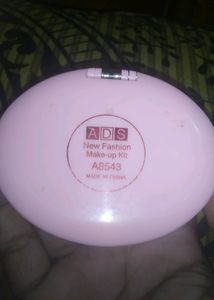 ADS
New Fashion
Make-up Kit
A8543
MADE IN CHINA